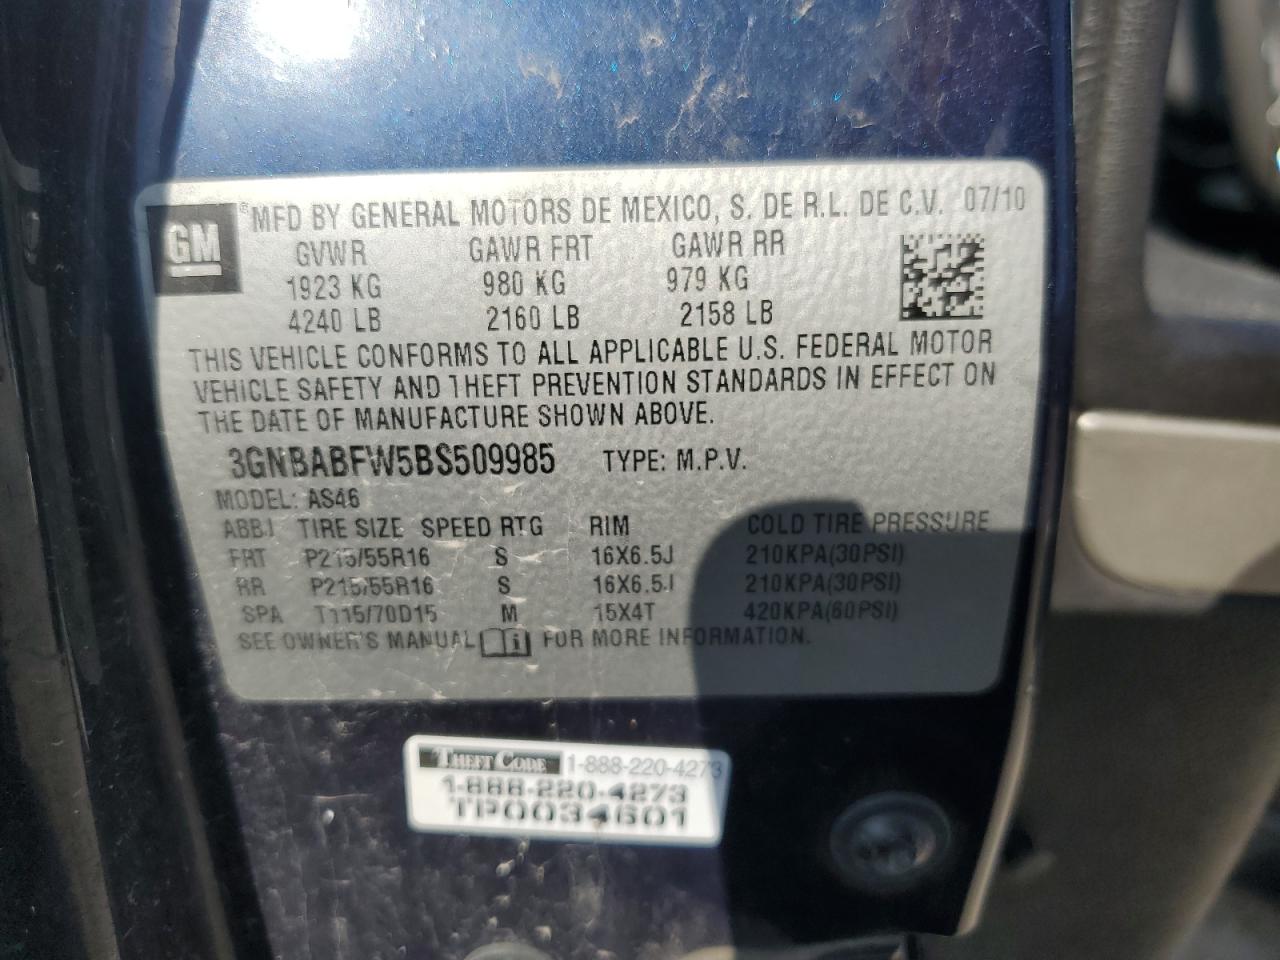 GM ® MFD BY GENERAL MOTORS DE MEXICO, S. DE R.L. DE C.V. 07/10
GVWR GAWR FRT GAWR RR
1923 KG 980 KG 979 KG
4240 LB 2160 LB 2158 LB
THIS VEHICLE CONFORMS TO ALL APPLICABLE U.S. FEDERAL MOTOR
VEHICLE SAFETY AND THEFT PREVENTION STANDARDS IN EFFECT ON
THE DATE OF MANUFACTURE SHOWN ABOVE.
3GNBABFW5BS509985 TYPE: M.P.V.
MODEL: AS46
ABBJ TIRE SIZE SPEED RTG RIM COLD TIRE PRESSURE
FRT P215/55R16 S 16X6.5J 210KPA(30PSI)
RR P215/55R16 S 16X6.5J 210KPA(30PSI)
SPA T115/70D15 M 15X4T 420KPA(60PSI)
SEE OWNER'S MANUAL i FOR MORE INFORMATION.
THEFT CODE 1-888-220-4273
1-888-220-4273
TP0034601